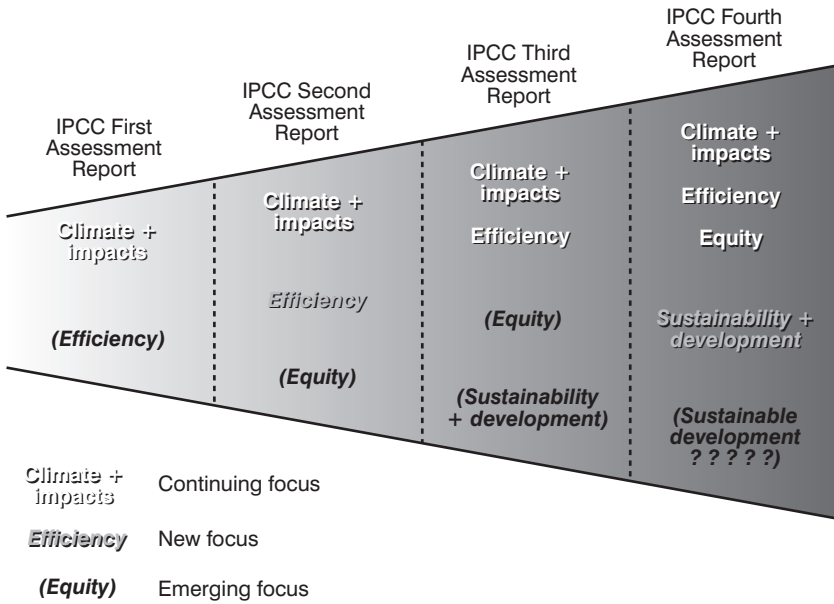 IPCC First
Assessment
Report
IPCC Second
Assessment
Report
IPCC Third
Assessment
Report
IPCC Fourth
Assessment
Report
Climate +
impacts
(Efficiency)
Climate +
impacts
Efficiency
(Equity)
Climate +
impacts
Efficiency
(Equity)
(Sustainability
+ development)
Climate +
impacts
Efficiency
Equity
Sustainability +
development
(Sustainable
development
? ? ? ? ?)
Climate +
impacts
Continuing focus
Efficiency
New focus
(Equity)
Emerging focus